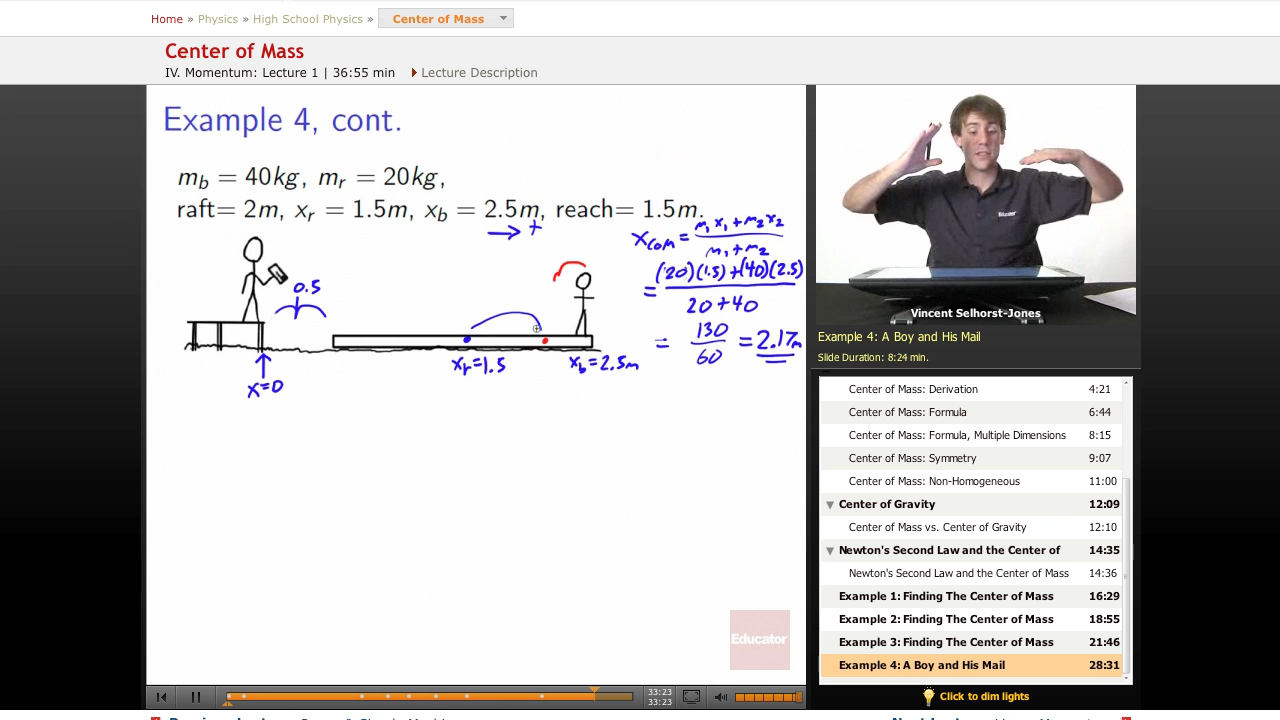 Home » Physics » High School Physics » Center of Mass
Center of Mass
IV. Momentum: Lecture 1 | 36:55 min Lecture Description
Example 4, cont.
m_b = 40kg, m_r = 20kg,
raft= 2m, x_r = 1.5m, x_b = 2.5m, reach= 1.5m.
→ +
x_COM = (m_1 x_1 + m_2 x_2) / (m_1 + m_2)
= ((20)(1.5) + (40)(2.5)) / (20+40)
= 130/60 = 2.17m
0.5
x_r=1.5
x_b=2.5m
x=0
Educator
Educator
Vincent Selhorst-Jones
Example 4: A Boy and His Mail
Slide Duration: 8:24 min.
Center of Mass: Derivation 4:21
Center of Mass: Formula 6:44
Center of Mass: Formula, Multiple Dimensions 8:15
Center of Mass: Symmetry 9:07
Center of Mass: Non-Homogeneous 11:00
Center of Gravity 12:09
Center of Mass vs. Center of Gravity 12:10
Newton's Second Law and the Center of 14:35
Newton's Second Law and the Center of Mass 14:36
Example 1: Finding The Center of Mass 16:29
Example 2: Finding The Center of Mass 18:55
Example 3: Finding The Center of Mass 21:46
Example 4: A Boy and His Mail 28:31
33:23
33:23
Click to dim lights